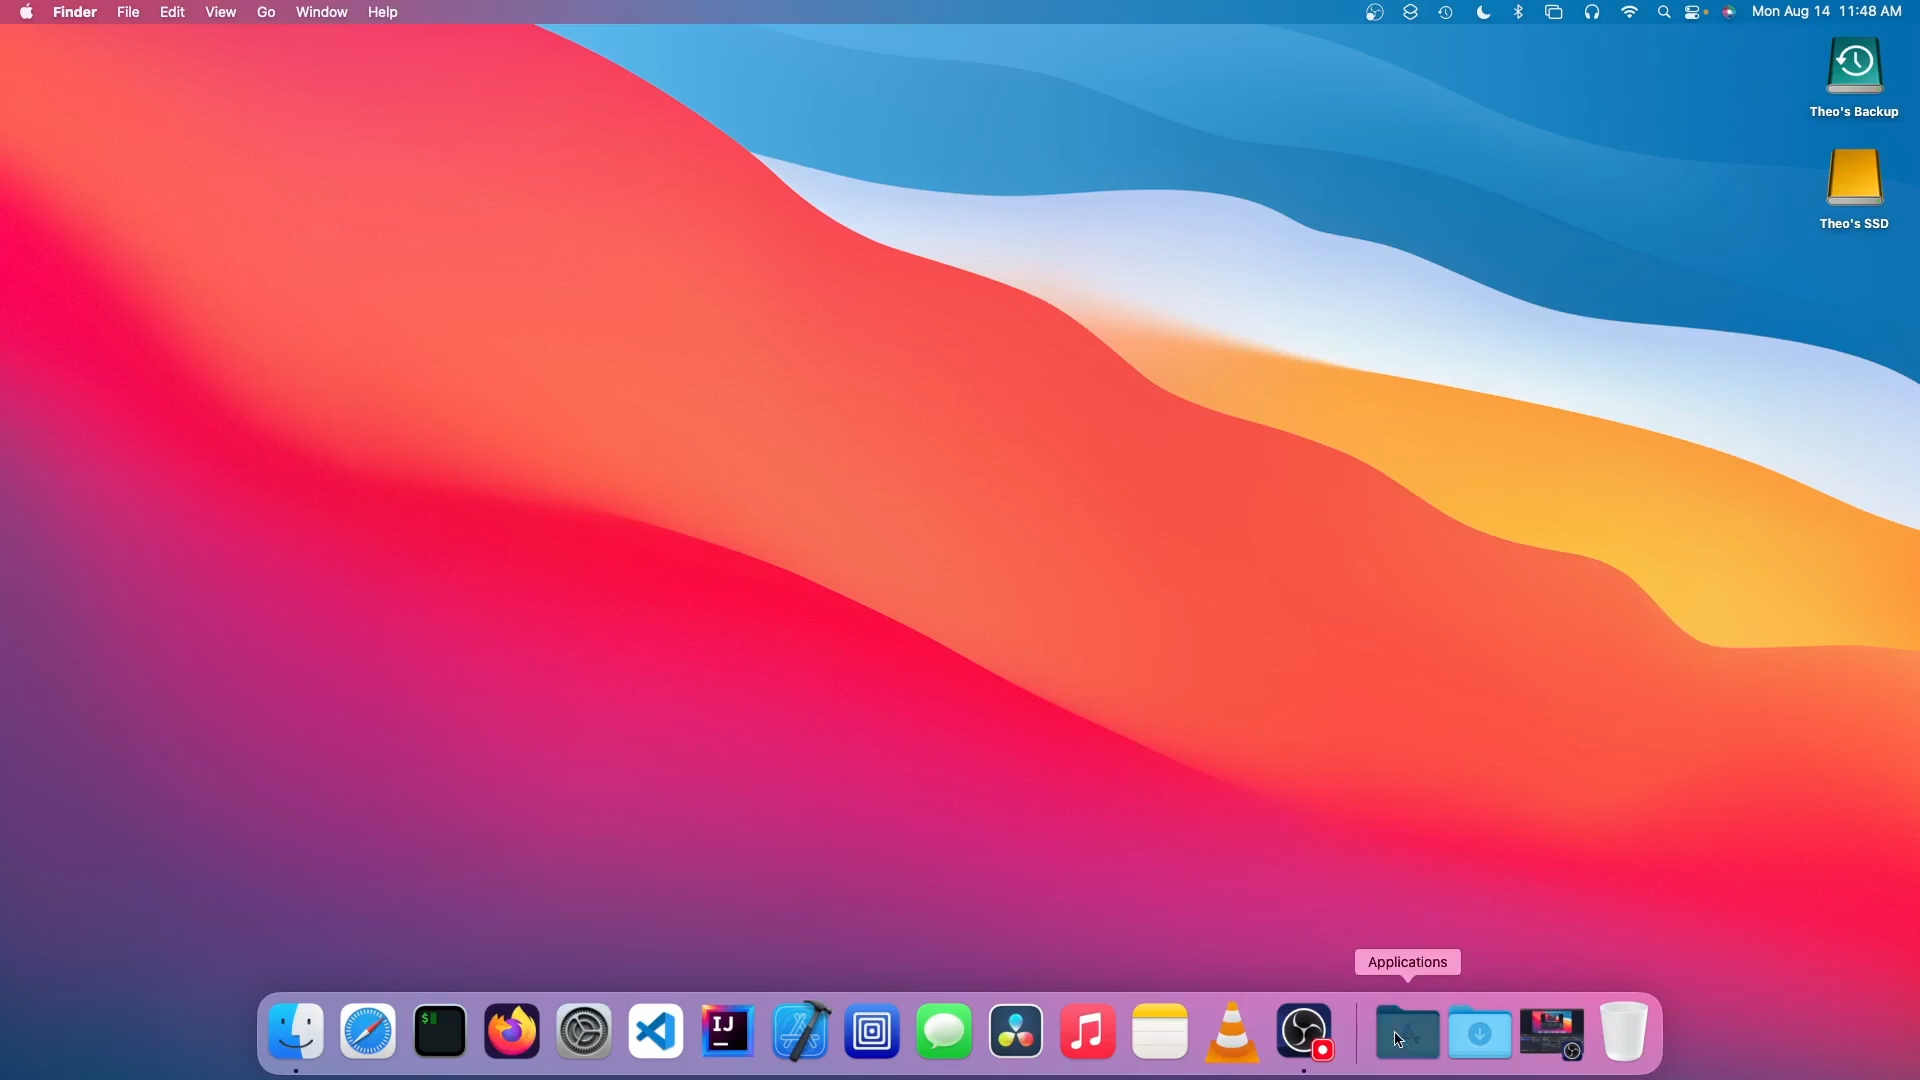 Finder File Edit View Go Window Help Mon Aug 14 11:48 AM
Theo's Backup
Theo's SSD
Applications
$
IJ